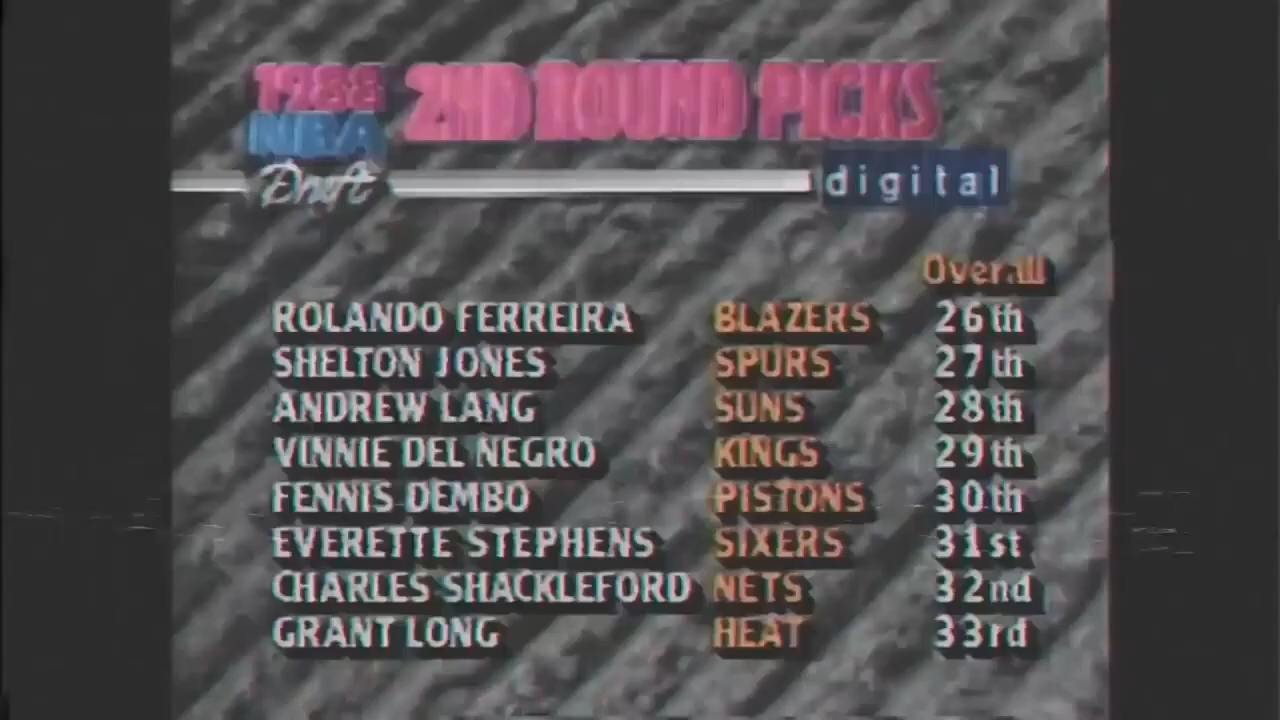 1988 2ND ROUND PICKS
NBA
Draft
digital
Overall
ROLANDO FERREIRA BLAZERS 26th
SHELTON JONES SPURS 27th
ANDREW LANG SUNS 28th
VINNIE DEL NEGRO KINGS 29th
FENNIS DEMBO PISTONS 30th
EVERETTE STEPHENS SIXERS 31st
CHARLES SHACKLEFORD NETS 32nd
GRANT LONG HEAT 33rd